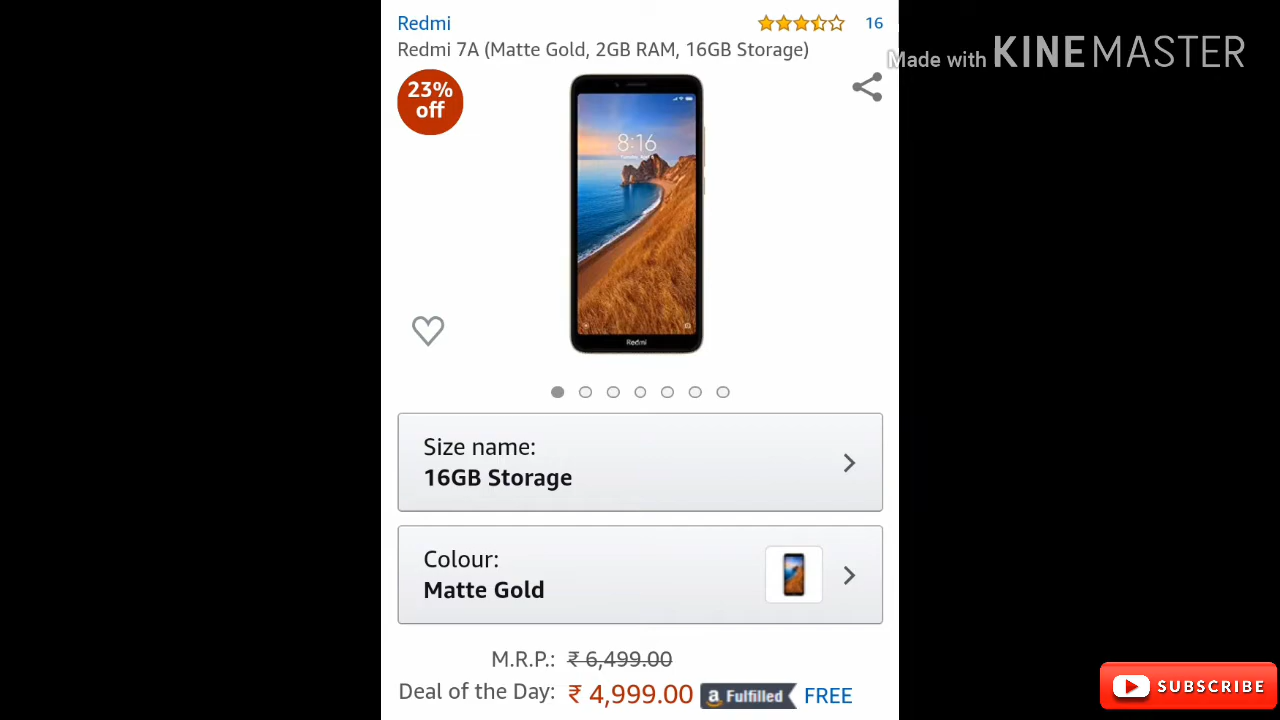 Redmi 16
Redmi 7A (Matte Gold, 2GB RAM, 16GB Storage)
Made with KINEMASTER
23%
off
8:16
Redmi
Size name:
16GB Storage
Colour:
Matte Gold
M.R.P.: ₹ 6,499.00
Deal of the Day: ₹ 4,999.00 a Fulfilled FREE
SUBSCRIBE